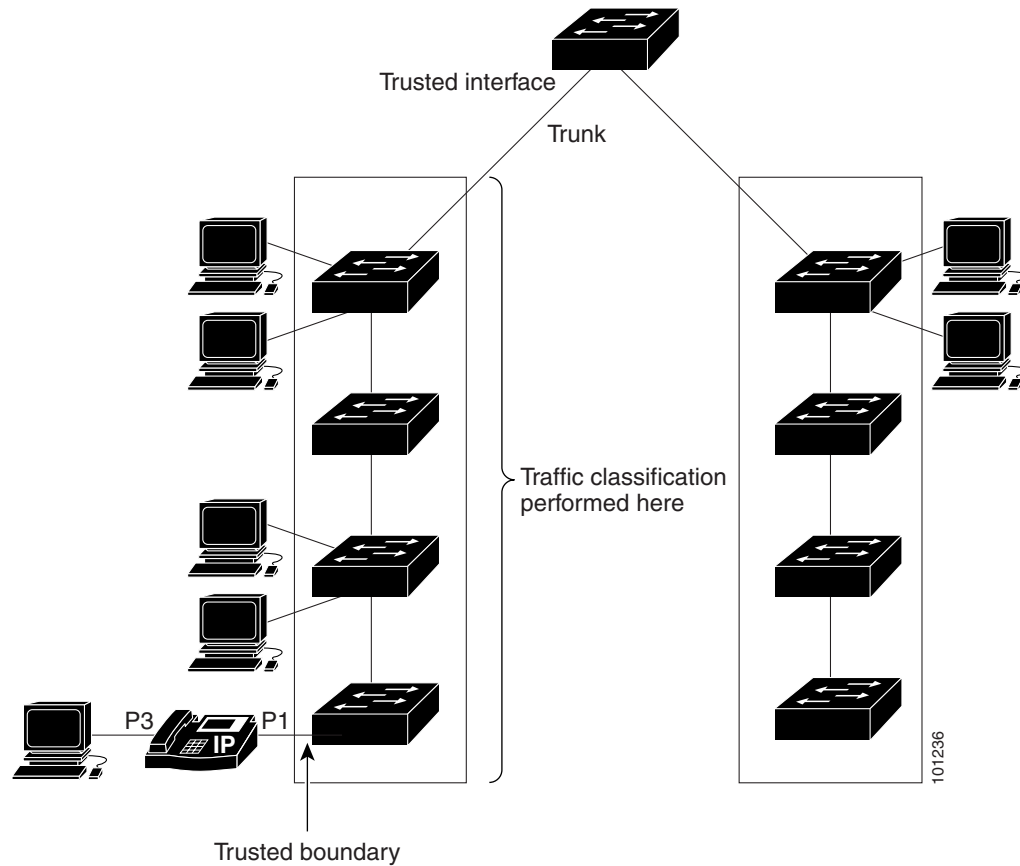 Trusted interface
Trunk
Traffic classification
performed here
P3
IP
P1
101236
Trusted boundary